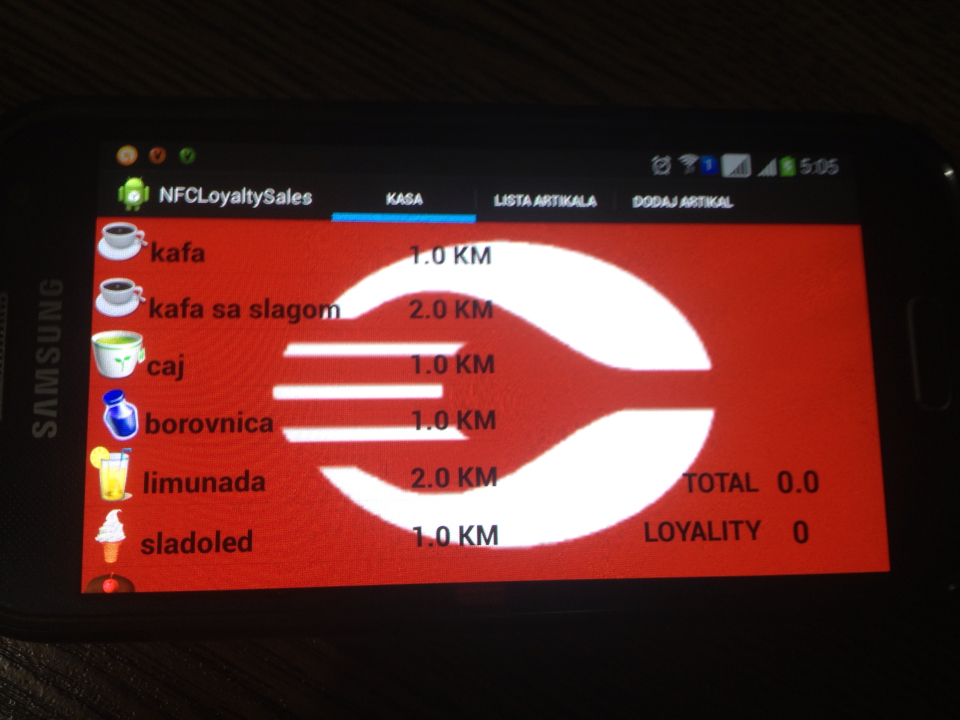 SAMSUNG
5:05
NFCLoyaltySales KASA LISTA ARTIKALA DODAJ ARTIKAL
kafa 1.0 KM
kafa sa slagom 2.0 KM
caj 1.0 KM
borovnica 1.0 KM
limunada 2.0 KM
TOTAL 0.0
sladoled 1.0 KM
LOYALITY 0